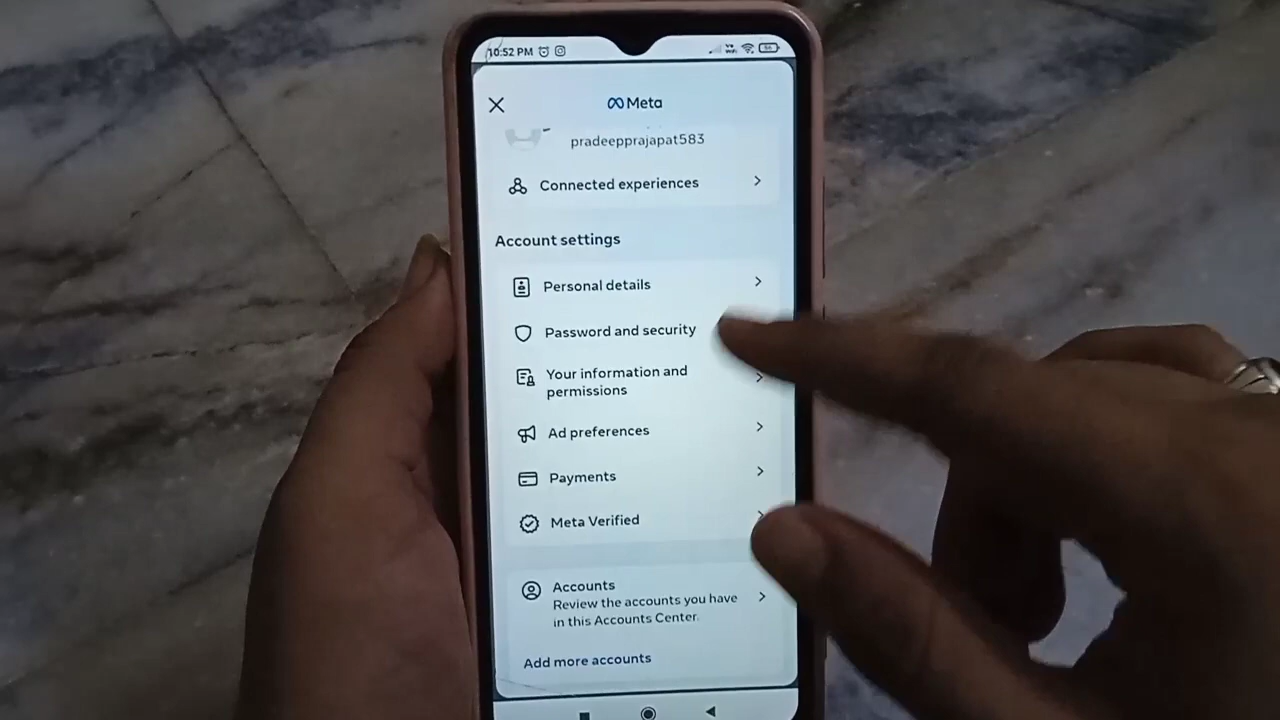 10:52 PM
Meta
pradeepprajapat583
Connected experiences
Account settings
Personal details
Password and security
Your information and
permissions
Ad preferences
Payments
Meta Verified
Accounts
Review the accounts you have
in this Accounts Center.
Add more accounts